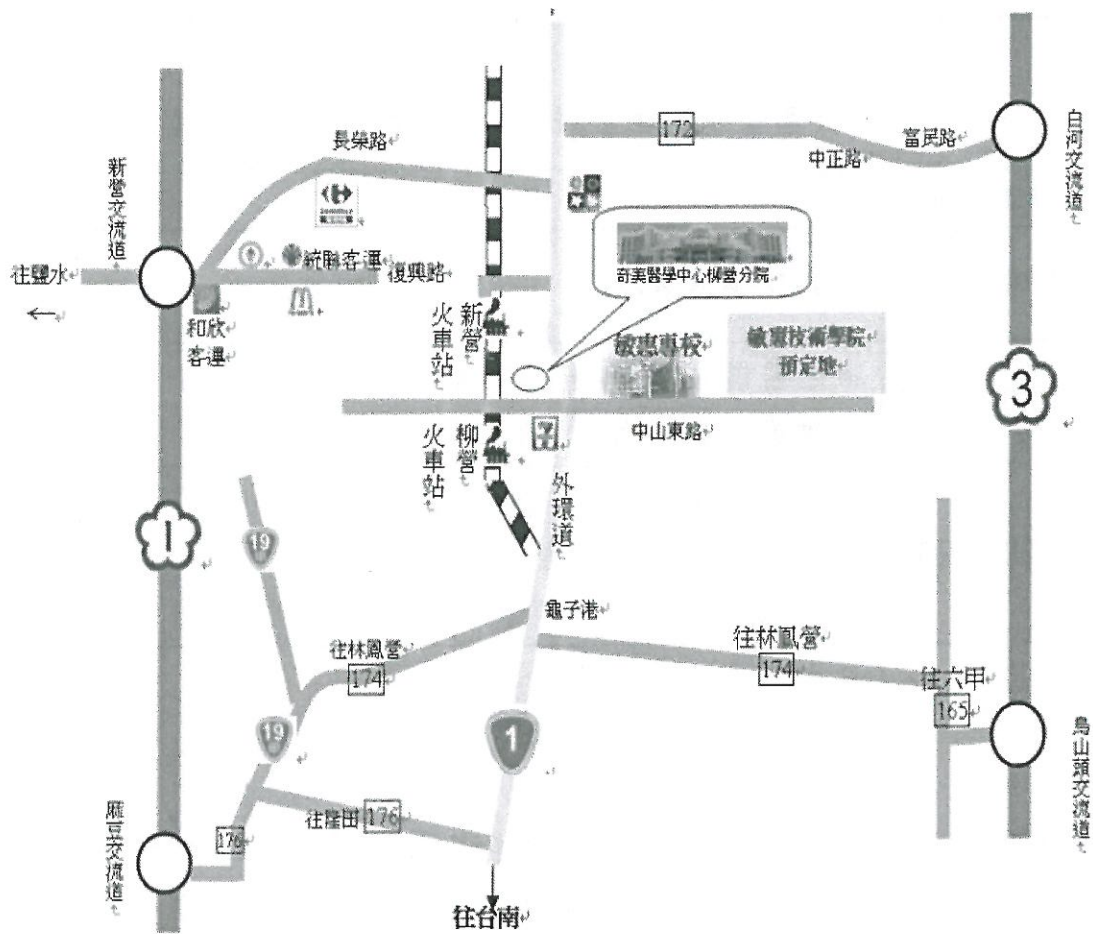 172
長榮路
富民路
中正路
白河交流道
新營交流道
統聯客運
復興路
往鹽水
奇美醫學中心柳營分院
和欣
客運
新營
火車站
敏惠專校
敏惠技術學院
預定地
3
中山東路
柳營
火車站
外環道
1
19
龜子港
往林鳳營
174
往林鳳營
174
往六甲
165
19
1
烏山頭交流道
麻豆交流道
176
往隆田
176
往台南